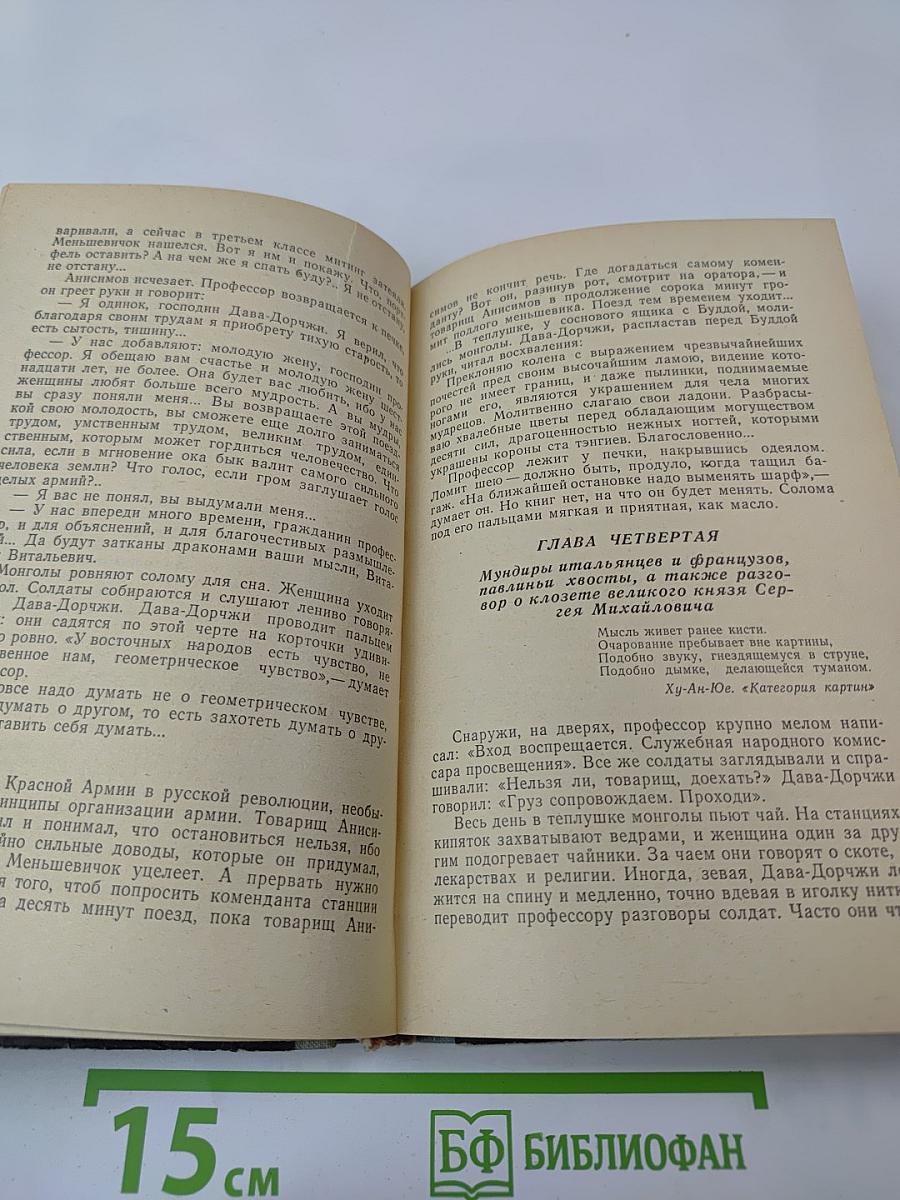 варивали, а сейчас в третьем классе митинг затеяли.
Меньшевичок нашелся. Вот я им и покажу. Что,
фель оставить? А на чем же я спать буду?.. Я не отстану,
не отстану...
Анисимов исчезает. Профессор возвращается к печке,
он греет руки и говорит:
— Я одинок, господин Дава-Дорчжи. Я верил, что
благодаря своим трудам я приобрету тихую старость, то
есть сытость, тишину...
— У нас добавляют: молодую жену, господин про-
фессор. Я обещаю вам счастье и молодую жену, шест-
надцати лет, не более. Она будет вас любить, ибо у нас
женщины любят больше всего мудрость. А вы мудры,
вы сразу поняли меня... Вы возвращаете этой поезд-
кой свою молодость, вы сможете еще долго заниматься
трудом, умственным трудом, великим трудом, един-
ственным, которым может гордиться человечество. Что
сила, если в мгновение ока бык валит самого сильного
человека земли? Что голос, если гром заглушает голос
целых армий?..
— Я вас не понял, вы выдумали меня...
— У нас впереди много времени, гражданин профес-
р, и для объяснений, и для благочестивых размышле-
й... Да будут затканы драконами ваши мысли, Вита-
Витальевич.
Монголы ровняют солому для сна. Женщина уходит
ол. Солдаты собираются и слушают лениво говоря-
Дава-Дорчжи. Дава-Дорчжи проводит пальцем
: они садятся по этой черте на корточки удиви-
о ровно. «У восточных народов есть чувство, не
венное нам, геометрическое чувство»,— думает
сор.
овсе надо думать не о геометрическом чувстве,
думать о другом, то есть захотеть думать о дру-
тавить себя думать...
Красной Армии в русской революции, необы-
инципы организации армии. Товарищ Аниси-
ил и понимал, что остановиться нельзя, ибо
йно сильные доводы, которые он придумал,
Меньшевичок уцелеет. А прервать нужно
я того, чтоб попросить коменданта станции
а десять минут поезд, пока товарищ Ани-
симов не кончит речь. Где догадаться самому комен-
данту? Вот он, разинув рот, смотрит на оратора,— и
товарищ Анисимов в продолжение сорока минут гро-
мит подлого меньшевика. Поезд тем временем уходит...
...В теплушке, у соснового ящика с Буддой, моли-
лись монголы. Дава-Дорчжи, распластав перед Буддой
руки, читал восхваления:
Преклоняю колена с выражением чрезвычайнейших
почестей пред своим высочайшим ламою, видение кото-
рого не имеет границ, и даже пылинки, поднимаемые
ногами его, являются украшением для чела многих
мудрецов. Молитвенно слагаю свои ладони. Разбрасы-
ваю хвалебные цветы перед обладающим могуществом
десяти сил, драгоценностью нежных ногтей, которыми
украшены короны ста тэнгиев. Благословенно...
Профессор лежит у печки, накрывшись одеялом.
Ломит шею — должно быть, продуло, когда тащил ба-
гаж. «На ближайшей остановке надо выменять шарф»,—
думает он. Но книг нет, на что он будет менять. Солома
под его пальцами мягкая и приятная, как масло.
ГЛАВА ЧЕТВЕРТАЯ
Мундиры итальянцев и французов,
павлиньи хвосты, а также разго-
вор о клозете великого князя Сер-
гея Михайловича
Мысль живет ранее кисти.
Очарование пребывает вне картины,
Подобно звуку, гнездящемуся в струне,
Подобно дымке, делающейся туманом.
Ху-Ан-Юе. «Категория картин»
Снаружи, на дверях, профессор крупно мелом напи-
сал: «Вход воспрещается. Служебная народного комис-
сара просвещения». Все же солдаты заглядывали и спра-
шивали: «Нельзя ли, товарищ, доехать?» Дава-Дорчжи
говорил: «Груз сопровождаем. Проходи».
Весь день в теплушке монголы пьют чай. На станциях
кипяток захватывают ведрами, и женщина один за дру-
гим подогревает чайники. За чаем они говорят о скоте,
лекарствах и религии. Иногда, зевая, Дава-Дорчжи ло
жится на спину и медленно, точно вдевая в иголку нити
переводит профессору разговоры солдат. Часто они чт
15 см
БФ БИБЛИОФАН